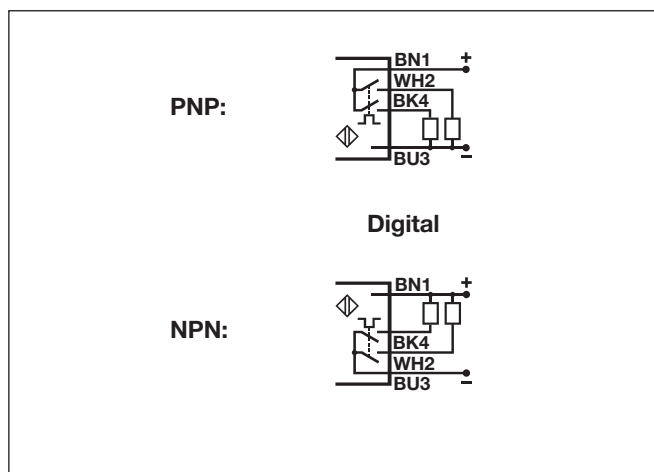 PNP:
BN1 +
WH2
BK4
BU3 −
Digital
NPN:
BN1 +
BK4
WH2
BU3 −